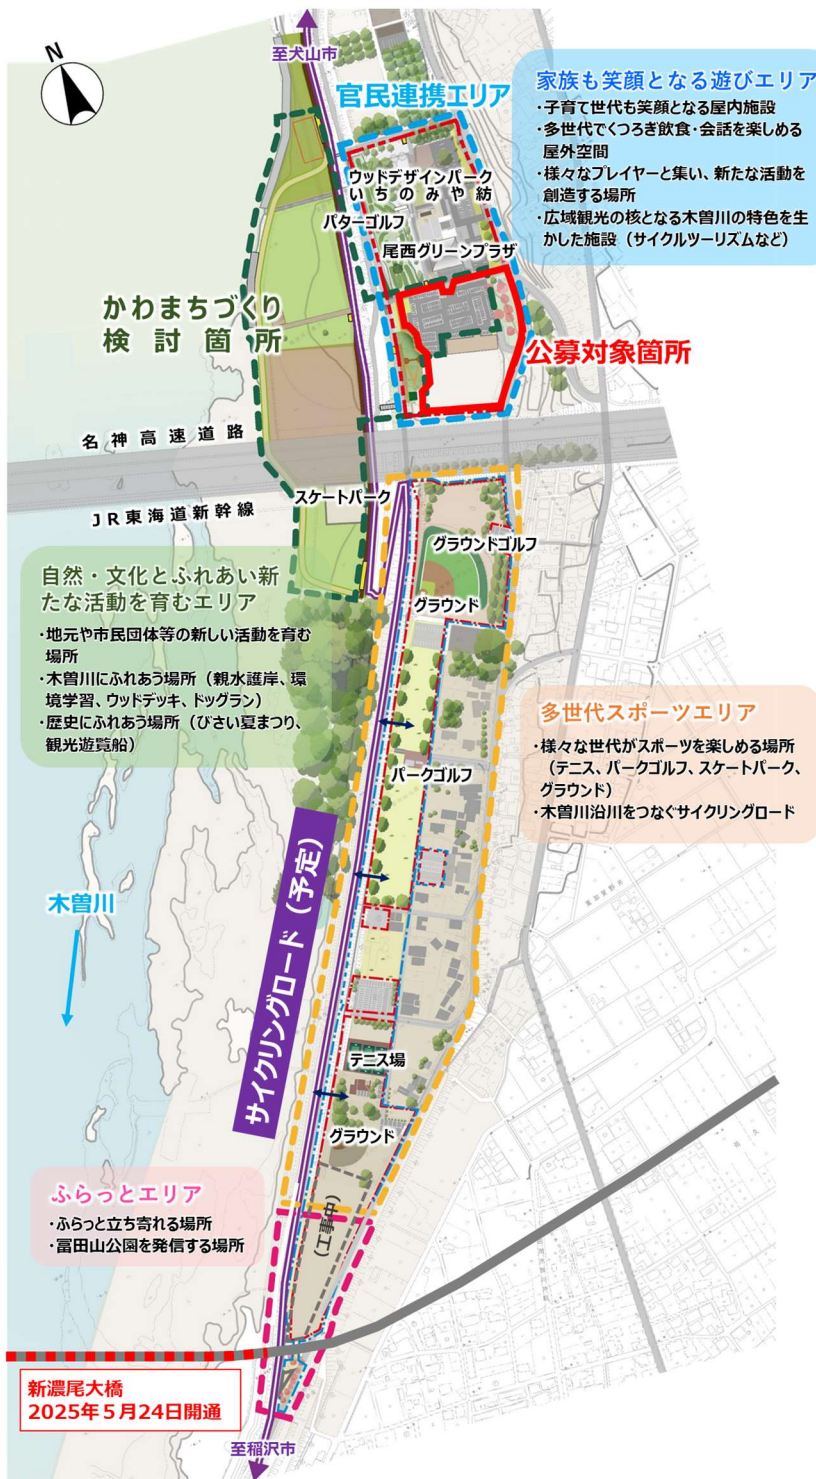 N
至犬山市
官民連携エリア
家族も笑顔となる遊びエリア
・子育て世代も笑顔となる屋内施設
・多世代でくつろぎ飲食・会話を楽しめる
屋外空間
・様々なプレイヤーと集い、新たな活動を
創造する場所
・広域観光の核となる木曽川の特色を生
かした施設（サイクルツーリズムなど）
ウッドデザインパーク
いちのみや紡
パターゴルフ
尾西グリーンプラザ
かわまちづくり
検討箇所
公募対象箇所
名神高速道路
JR東海道新幹線
スケートパーク
グラウンドゴルフ
グラウンド
自然・文化とふれあい新
たな活動を育むエリア
・地元や市民団体等の新しい活動を育む
場所
・木曽川にふれあう場所（親水護岸、環
境学習、ウッドデッキ、ドッグラン）
・歴史にふれあう場所（びさい夏まつり、
観光遊覧船）
多世代スポーツエリア
・様々な世代がスポーツを楽しめる場所
（テニス、パークゴルフ、スケートパーク、
グラウンド）
・木曽川沿川をつなぐサイクリングロード
パークゴルフ
サイクリングロード（予定）
木曽川
テニス場
グラウンド
（工事中）
ふらっとエリア
・ふらっと立ち寄れる場所
・冨田山公園を発信する場所
新濃尾大橋
2025年5月24日開通
至稲沢市